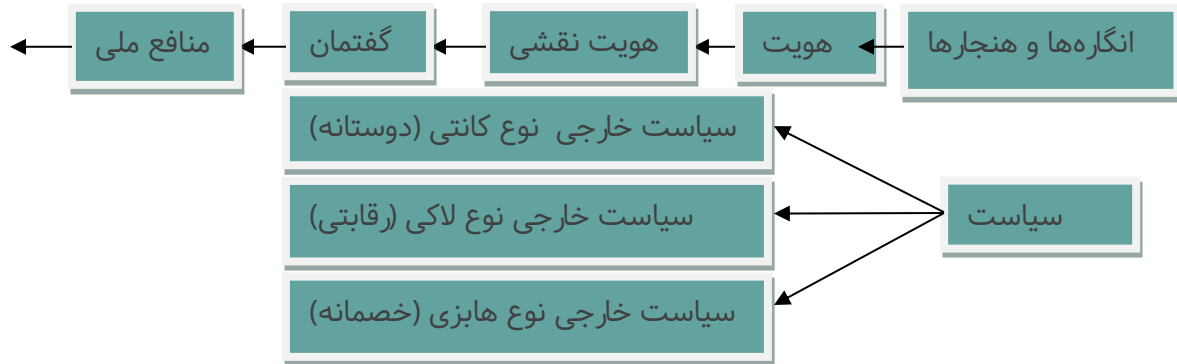 انگاره‌ها و هنجارها
هویت
هویت نقشی
گفتمان
منافع ملی
سیاست
سیاست خارجی نوع کانتی (دوستانه)
سیاست خارجی نوع لاکی (رقابتی)
سیاست خارجی نوع هابزی (خصمانه)